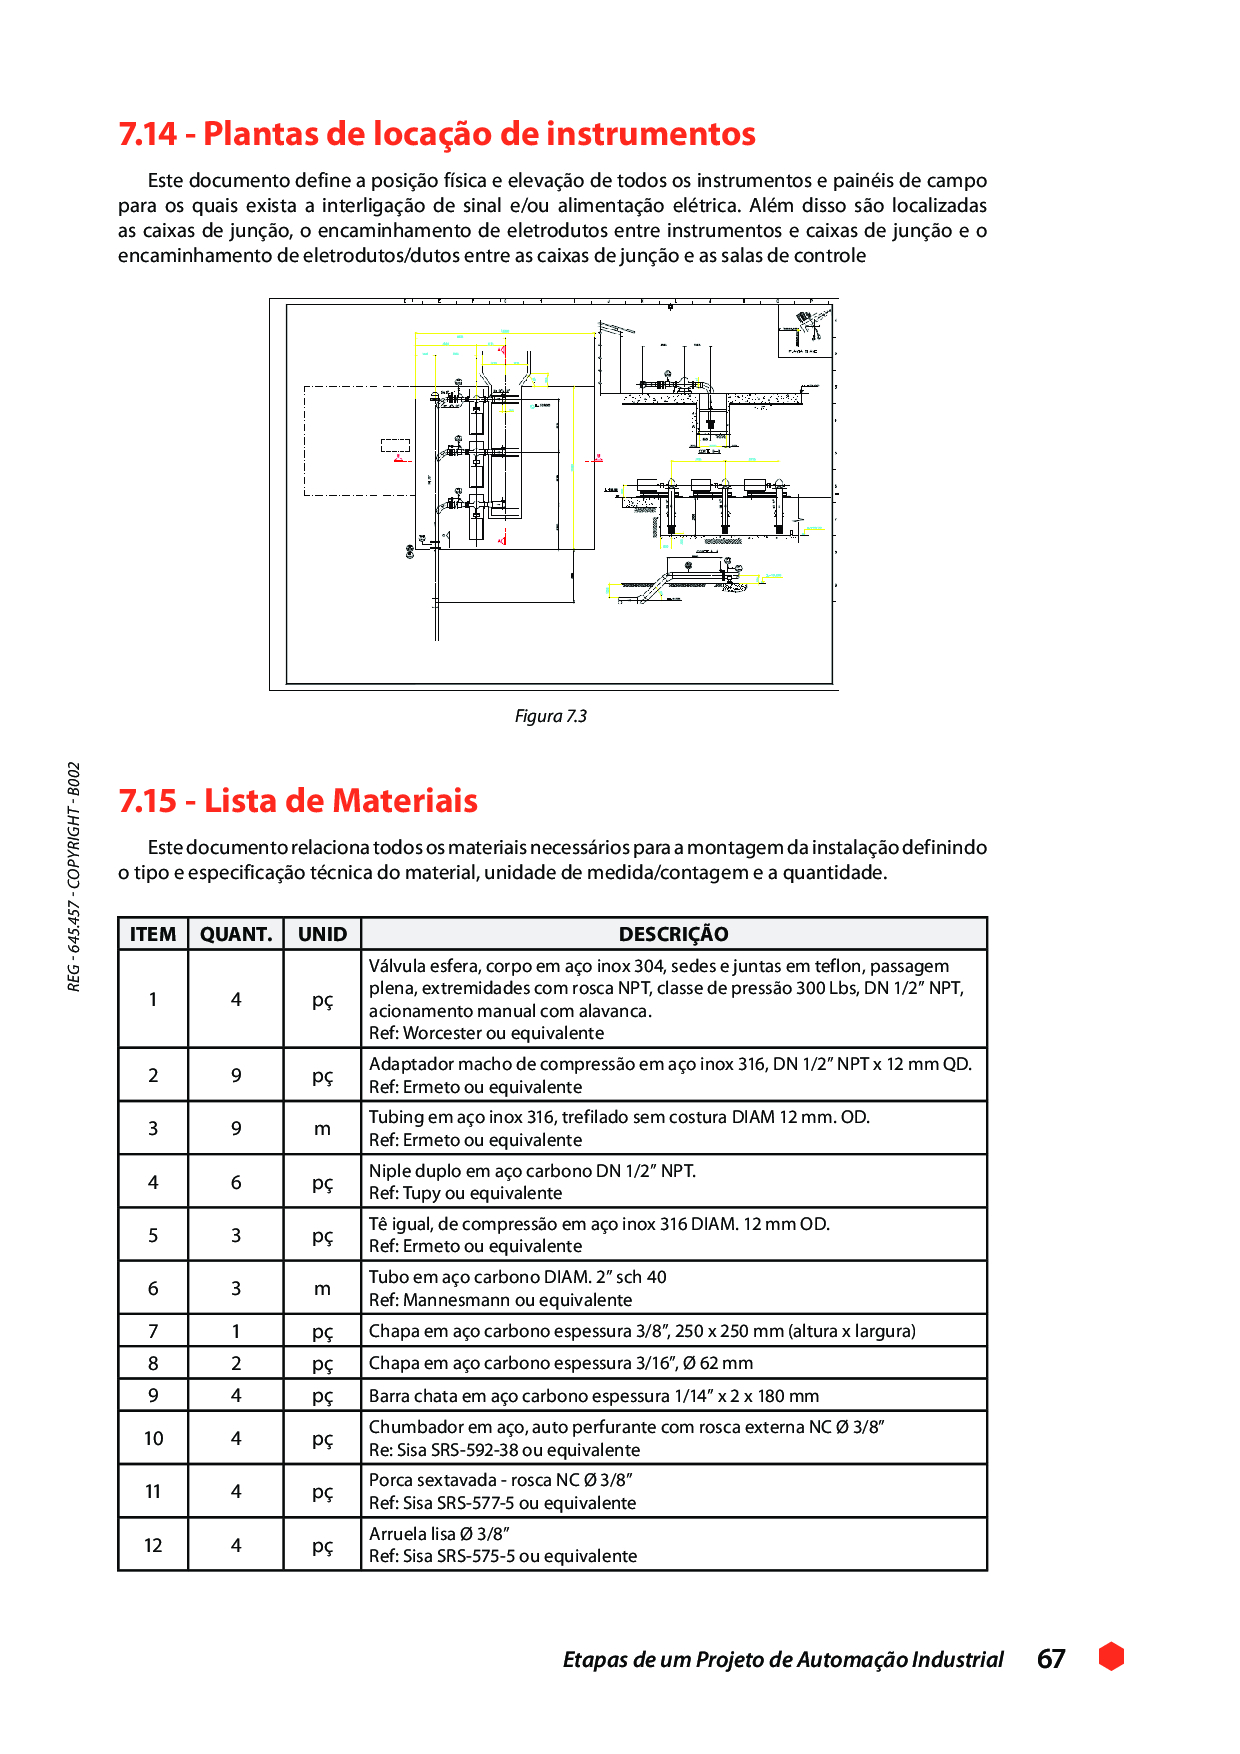 7.14 - Plantas de locação de instrumentos
Este documento define a posição física e elevação de todos os instrumentos e painéis de campo
para os quais exista a interligação de sinal e/ou alimentação elétrica. Além disso são localizadas
as caixas de junção, o encaminhamento de eletrodutos entre instrumentos e caixas de junção e o
encaminhamento de eletrodutos/dutos entre as caixas de junção e as salas de controle
Figura 7.3
REG - 645.457 - COPYRIGHT - B002
7.15 - Lista de Materiais
Este documento relaciona todos os materiais necessários para a montagem da instalação definindo
o tipo e especificação técnica do material, unidade de medida/contagem e a quantidade.
ITEM QUANT. UNID DESCRIÇÃO
1 4 pç Válvula esfera, corpo em aço inox 304, sedes e juntas em teflon, passagem
plena, extremidades com rosca NPT, classe de pressão 300 Lbs, DN 1/2” NPT,
acionamento manual com alavanca.
Ref: Worcester ou equivalente
2 9 pç Adaptador macho de compressão em aço inox 316, DN 1/2” NPT x 12 mm QD.
Ref: Ermeto ou equivalente
3 9 m Tubing em aço inox 316, trefilado sem costura DIAM 12 mm. OD.
Ref: Ermeto ou equivalente
4 6 pç Niple duplo em aço carbono DN 1/2” NPT.
Ref: Tupy ou equivalente
5 3 pç Tê igual, de compressão em aço inox 316 DIAM. 12 mm OD.
Ref: Ermeto ou equivalente
6 3 m Tubo em aço carbono DIAM. 2” sch 40
Ref: Mannesmann ou equivalente
7 1 pç Chapa em aço carbono espessura 3/8”, 250 x 250 mm (altura x largura)
8 2 pç Chapa em aço carbono espessura 3/16”, Ø 62 mm
9 4 pç Barra chata em aço carbono espessura 1/14” x 2 x 180 mm
10 4 pç Chumbador em aço, auto perfurante com rosca externa NC Ø 3/8”
Re: Sisa SRS-592-38 ou equivalente
11 4 pç Porca sextavada - rosca NC Ø 3/8”
Ref: Sisa SRS-577-5 ou equivalente
12 4 pç Arruela lisa Ø 3/8”
Ref: Sisa SRS-575-5 ou equivalente
Etapas de um Projeto de Automação Industrial 67